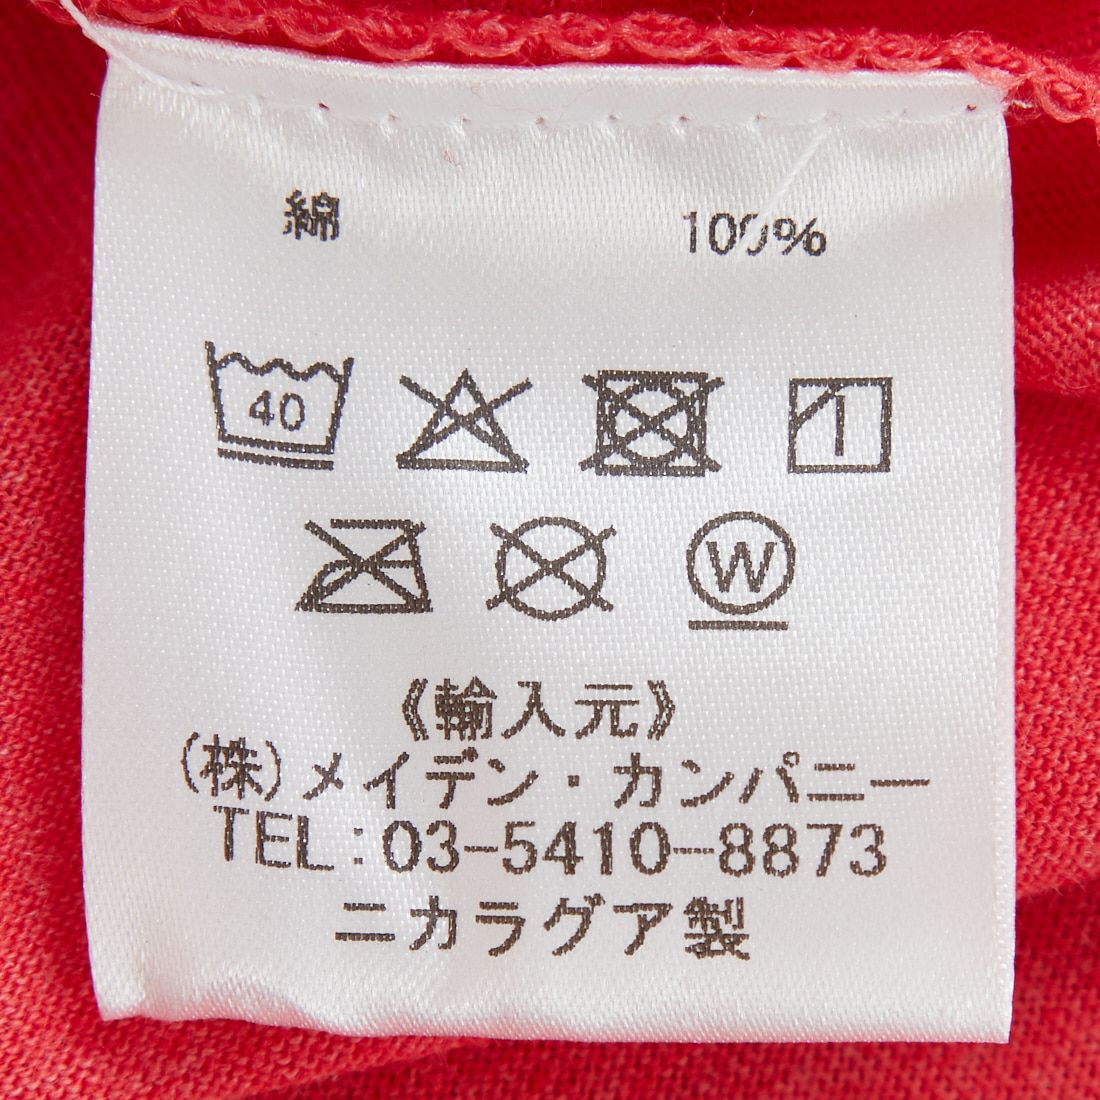 綿 100%
40
W
《輸入元》
(株)メイデン・カンパニー
TEL:03-5410-8873
ニカラグア製